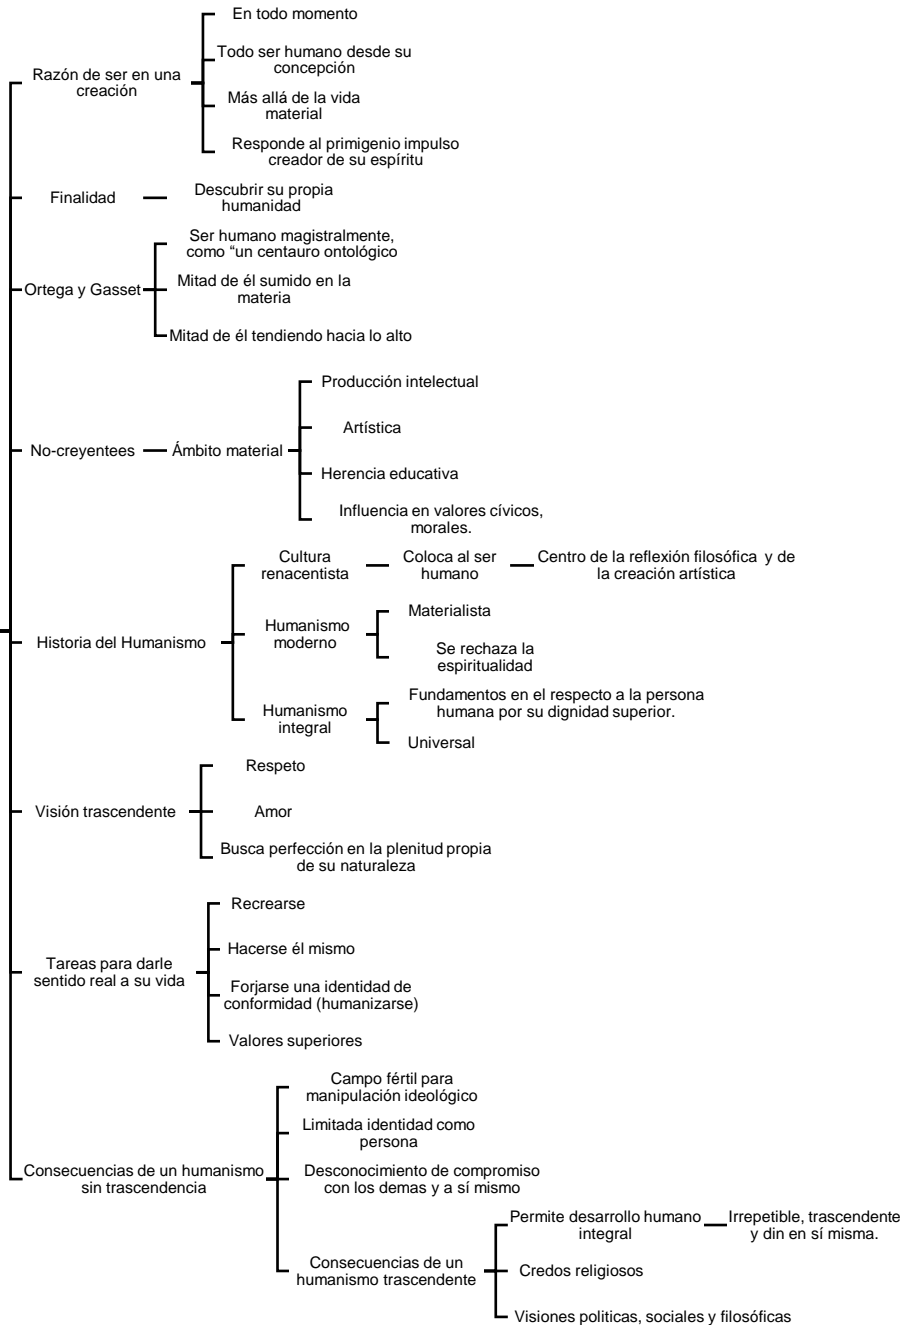 En todo momento
Todo ser humano desde su
concepción
Razón de ser en una
creación
Más allá de la vida
material
Responde al primigenio impulso
creador de su espíritu
Finalidad
Descubrir su propia
humanidad
Ortega y Gasset
Ser humano magistralmente,
como “un centauro ontológico
Mitad de él sumido en la
materia
Mitad de él tendiendo hacia lo alto
No-creyentees
Ámbito material
Producción intelectual
Artística
Herencia educativa
Influencia en valores cívicos,
morales.
Historia del Humanismo
Cultura
renacentista
Coloca al ser
humano
Centro de la reflexión filosófica y de
la creación artística
Humanismo
moderno
Materialista
Se rechaza la
espiritualidad
Humanismo
integral
Fundamentos en el respecto a la persona
humana por su dignidad superior.
Universal
Visión trascendente
Respeto
Amor
Busca perfección en la plenitud propia
de su naturaleza
Tareas para darle
sentido real a su vida
Recrearse
Hacerse él mismo
Forjarse una identidad de
conformidad (humanizarse)
Valores superiores
Consecuencias de un humanismo
sin trascendencia
Campo fértil para
manipulación ideológico
Limitada identidad como
persona
Desconocimiento de compromiso
con los demas y a sí mismo
Consecuencias de un
humanismo trascendente
Permite desarrollo humano
integral
Irrepetible, trascendente
y din en sí misma.
Credos religiosos
Visiones politicas, sociales y filosóficas